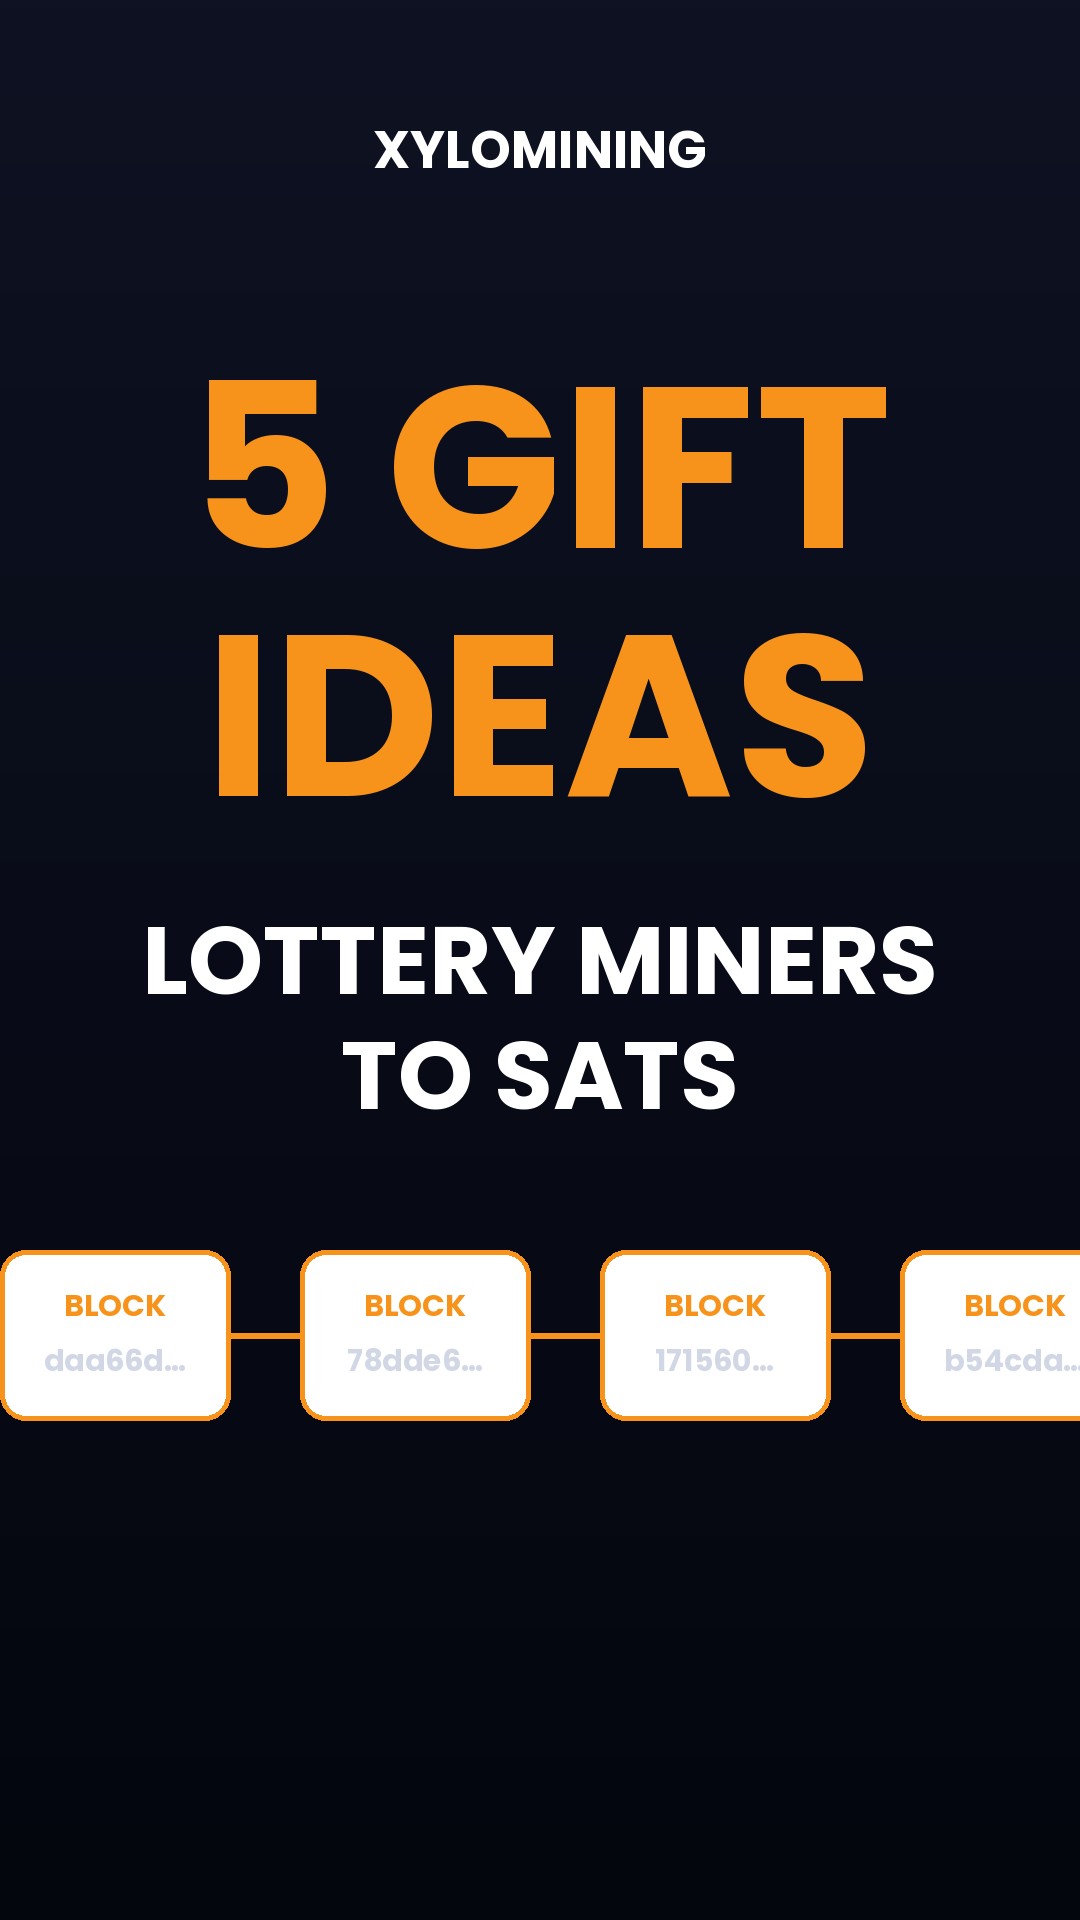 XYLOMINING
5 GIFT
IDEAS
LOTTERY MINERS
TO SATS
BLOCK BLOCK BLOCK BLOCK
daa66d... 78dde6... 171560... b54cda...